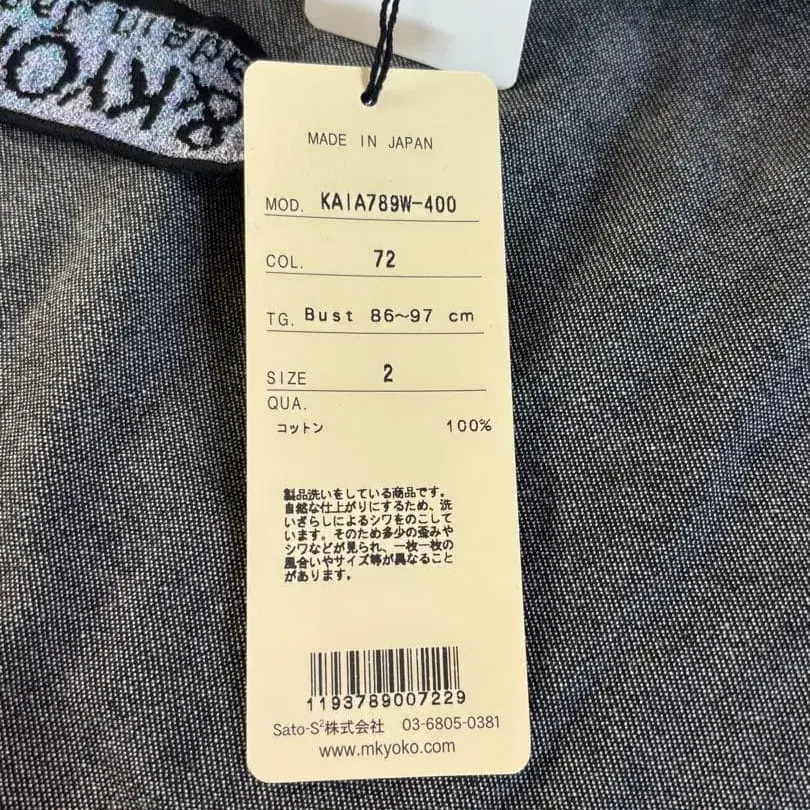 &KYO
MADE IN JAPAN
MOD. KAIA789W-400
COL. 72
TG. Bust 86~97 cm
SIZE 2
QUA.
コットン 100%
製品洗いをしている商品です。
自然な仕上がりにするため、洗
いざらしによるシワをのこして
います。そのため多少の歪みや
シワなどが見られ、一枚一枚の
風合いやサイズ等が異なること
があります。
1193789007229
Sato-S²株式会社 03-6805-0381
www.mkyoko.com